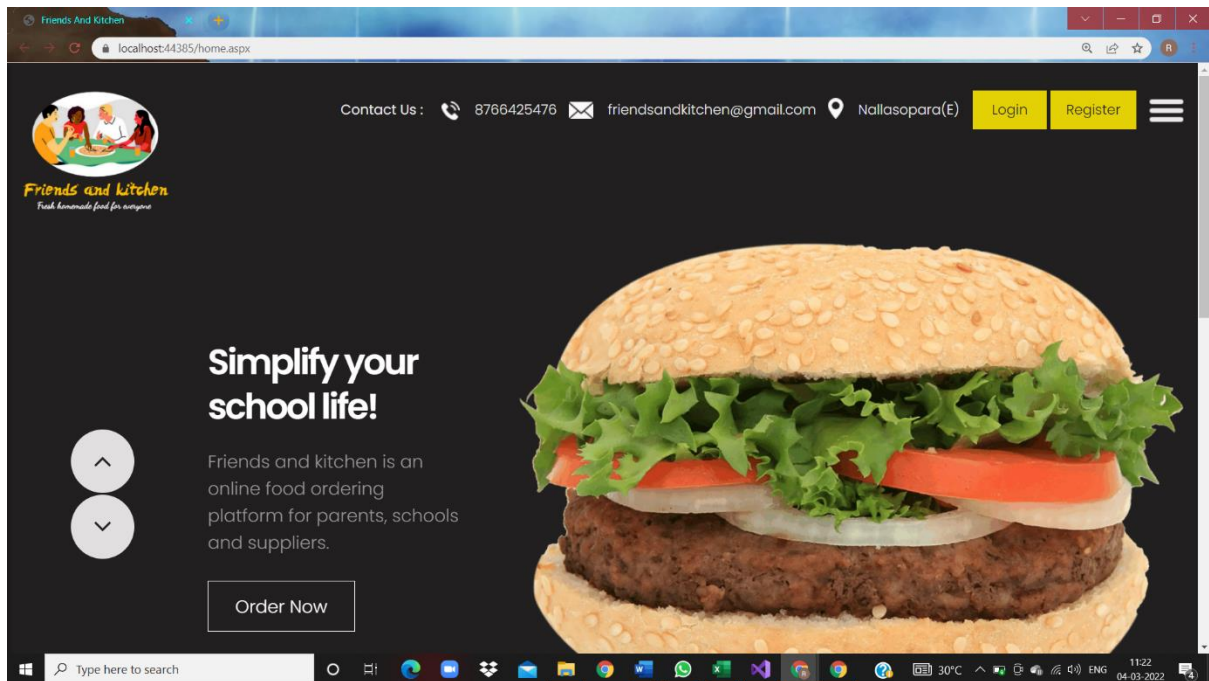 Friends And Kitchen
localhost:44385/home.aspx
R
Contact Us : 8766425476 friendsandkitchen@gmail.com Nallasopara(E) Login Register
Friends and kitchen
Fresh homemade food for everyone
Simplify your
school life!
Friends and kitchen is an
online food ordering
platform for parents, schools
and suppliers.
Order Now
Type here to search
30°C ENG 11:22
04-03-2022
4